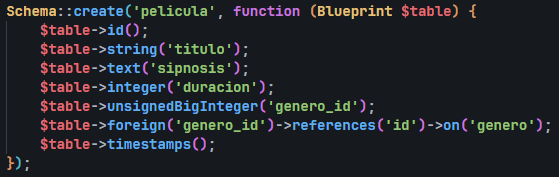 Schema::create('pelicula', function (Blueprint $table) {
    $table->id();
    $table->string('titulo');
    $table->text('sipnosis');
    $table->integer('duracion');
    $table->unsignedBigInteger('genero_id');
    $table->foreign('genero_id')->references('id')->on('genero');
    $table->timestamps();
});